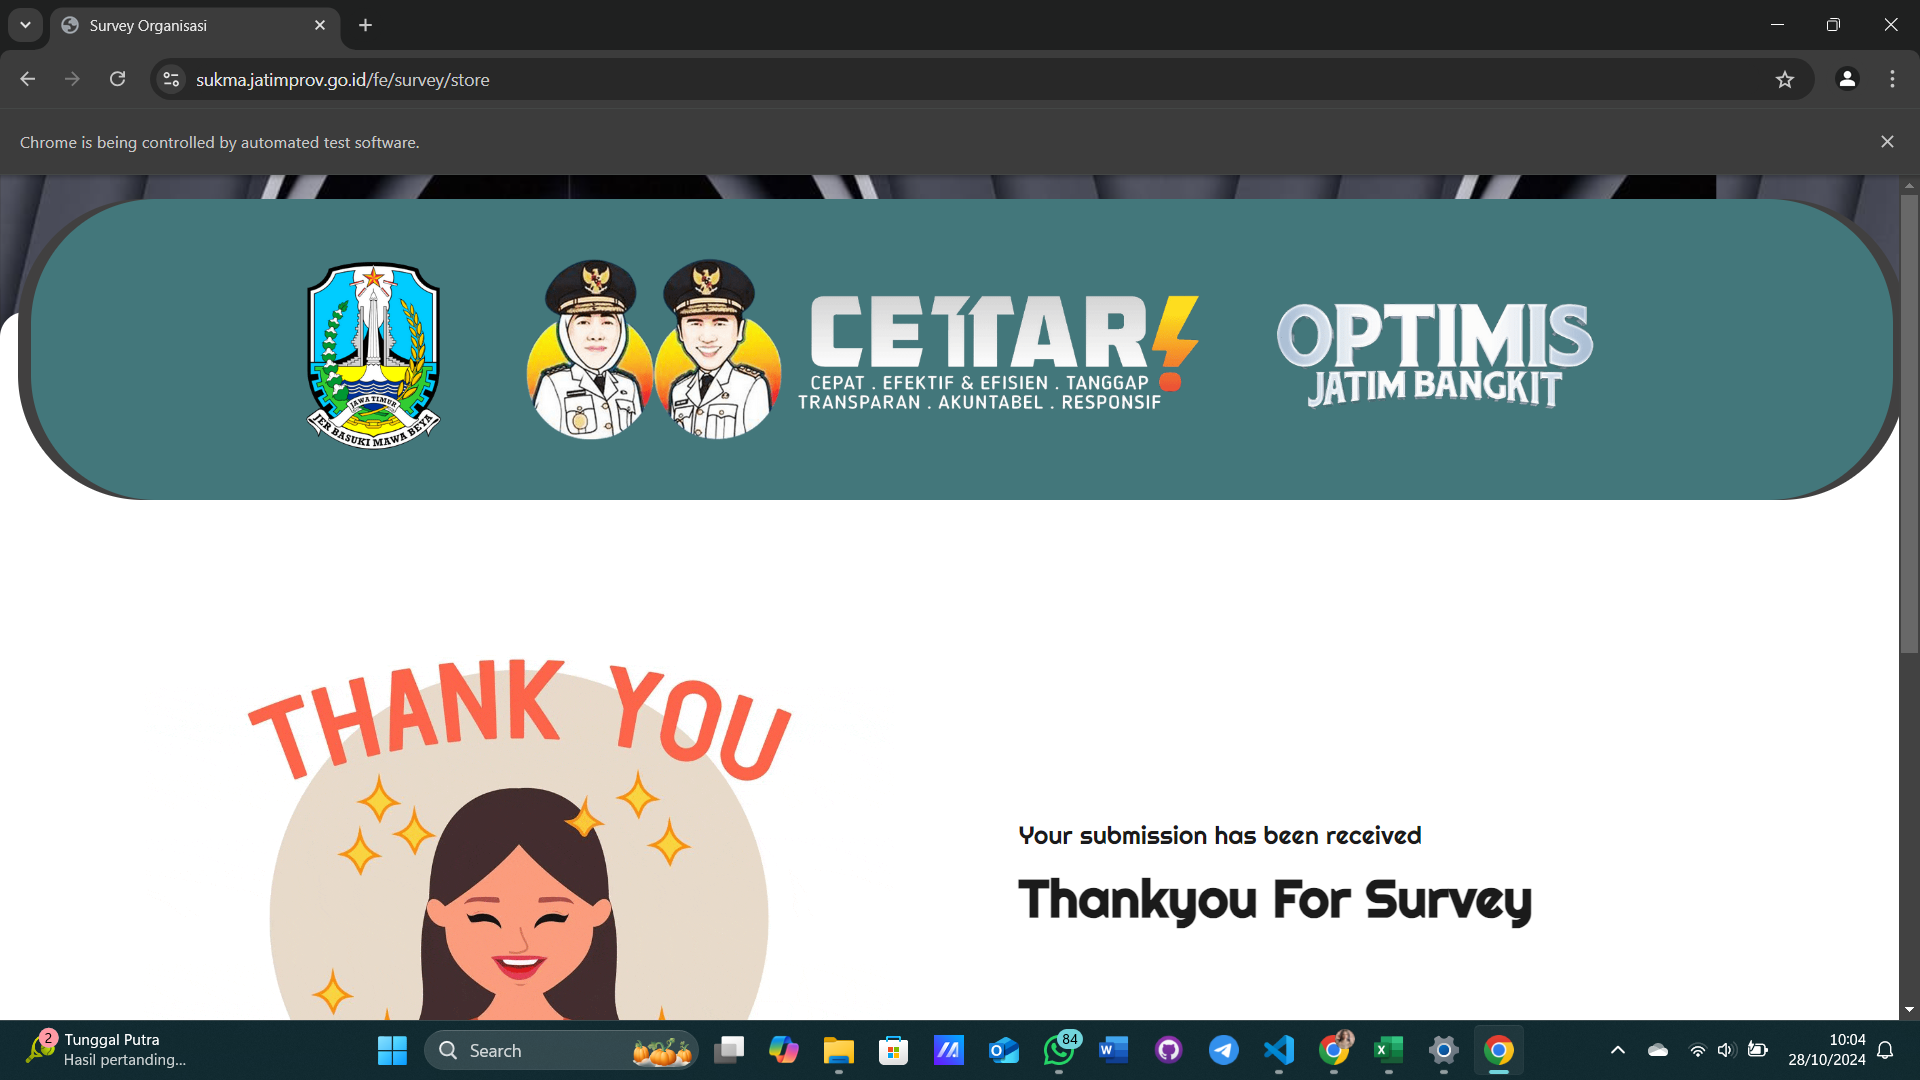 Survey Organisasi
sukma.jatimprov.go.id/fe/survey/store
Chrome is being controlled by automated test software.
JAWA TIMUR
JER BASUKI MAWA BEYA
CETTAR
CEPAT . EFEKTIF & EFISIEN . TANGGAP
TRANSPARAN . AKUNTABEL . RESPONSIF
OPTIMIS
JATIM BANGKIT
THANK YOU
Your submission has been received
Thankyou For Survey
2
Tunggal Putra
Hasil pertanding...
Search
84
10:04
28/10/2024